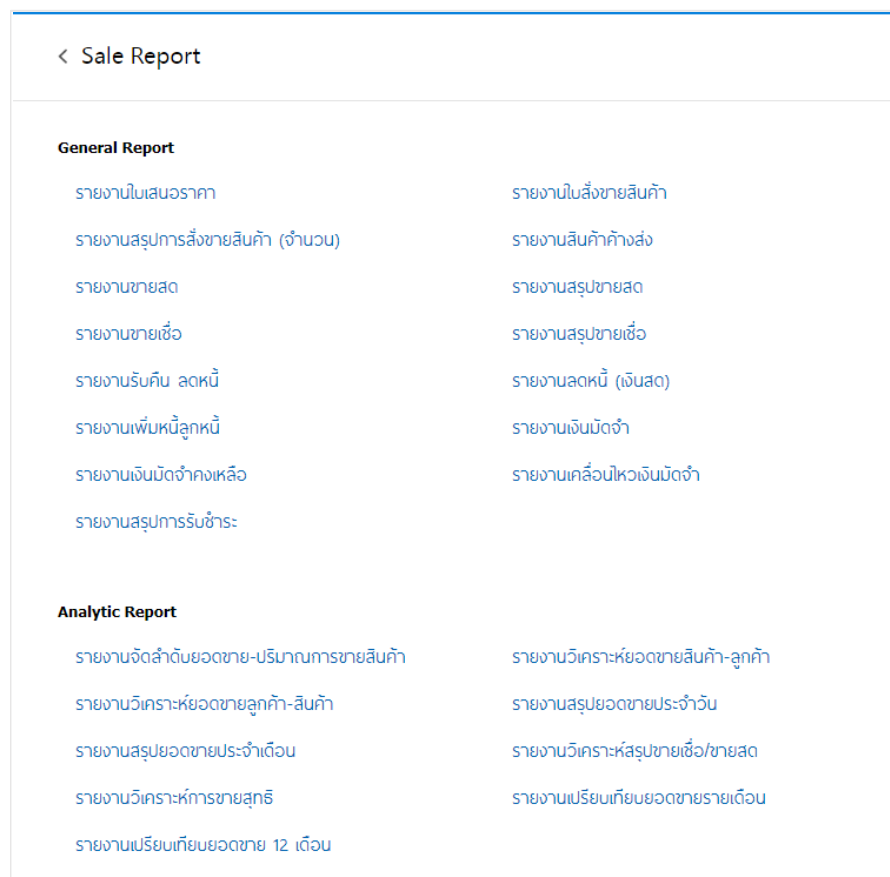 Sale Report
General Report
รายงานใบเสนอราคา
รายงานใบสั่งขายสินค้า
รายงานสรุปการสั่งขายสินค้า (จำนวน)
รายงานสินค้าค้างส่ง
รายงานขายสด
รายงานสรุปขายสด
รายงานขายเชื่อ
รายงานสรุปขายเชื่อ
รายงานรับคืน ลดหนี้
รายงานลดหนี้ (เงินสด)
รายงานเพิ่มหนี้ลูกหนี้
รายงานเงินมัดจำ
รายงานเงินมัดจำคงเหลือ
รายงานเคลื่อนไหวเงินมัดจำ
รายงานสรุปการรับชำระ
Analytic Report
รายงานจัดลำดับยอดขาย-ปริมาณการขายสินค้า
รายงานวิเคราะห์ยอดขายสินค้า-ลูกค้า
รายงานวิเคราะห์ยอดขายลูกค้า-สินค้า
รายงานสรุปยอดขายประจำวัน
รายงานสรุปยอดขายประจำเดือน
รายงานวิเคราะห์สรุปขายเชื่อ/ขายสด
รายงานวิเคราะห์การขายสุทธิ
รายงานเปรียบเทียบยอดขายรายเดือน
รายงานเปรียบเทียบยอดขาย 12 เดือน